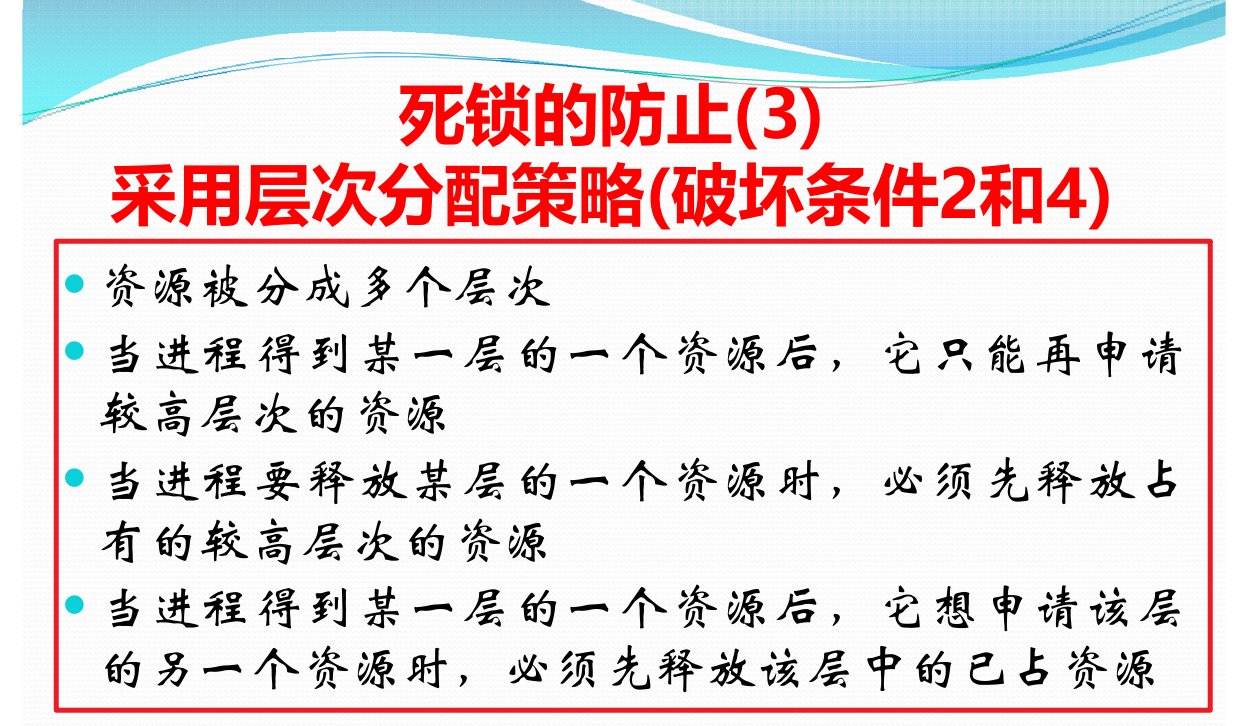 死锁的防止(3)
采用层次分配策略(破坏条件2和4)
资源被分成多个层次
当进程得到某一层的一个资源后，它只能再申请
较高层次的资源
当进程要释放某层的一个资源时，必须先释放占
有的较高层次的资源
当进程得到某一层的一个资源后，它想申请该层
的另一个资源时，必须先释放该层中的已占资源